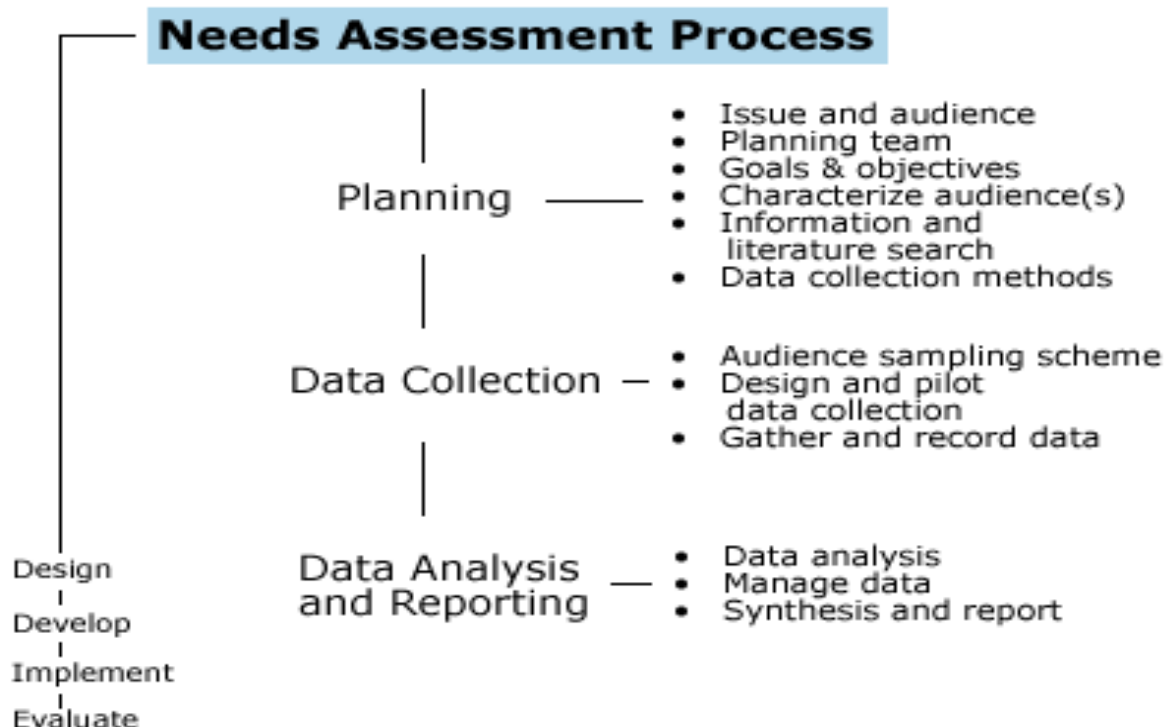 Needs Assessment Process
Planning
• Issue and audience
• Planning team
• Goals & objectives
• Characterize audience(s)
• Information and
literature search
• Data collection methods
Data Collection
• Audience sampling scheme
• Design and pilot
data collection
• Gather and record data
Data Analysis
and Reporting
• Data analysis
• Manage data
• Synthesis and report
Design
Develop
Implement
Evaluate